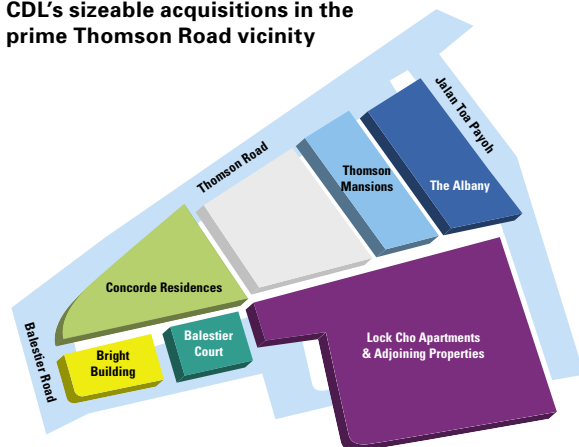 CDL's sizeable acquisitions in the
prime Thomson Road vicinity
Jalan Toa Payoh
Thomson Road
Thomson
Mansions
The Albany
Concorde Residences
Balestier Road
Bright
Building
Balestier
Court
Lock Cho Apartments
& Adjoining Properties